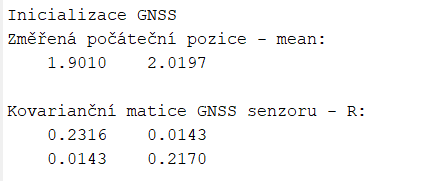 Inicializace GNSS
Změřená počáteční pozice - mean:
1.9010 2.0197
Kovarianční matice GNSS senzoru - R:
0.2316 0.0143
0.0143 0.2170